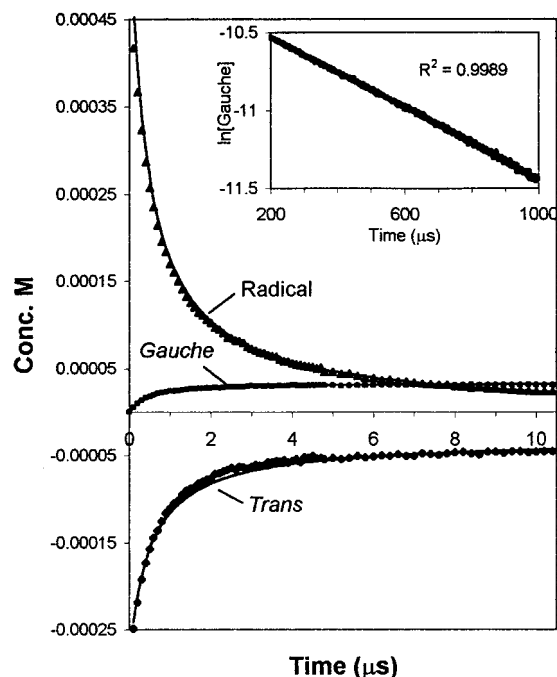 0.00045
0.00035
0.00025
0.00015
0.00005
-0.00005
-0.00015
-0.00025
Conc. M
0 2 4 6 8 10
Time (μs)
Radical
Gauche
Trans
-10.5
-11
-11.5
ln[Gauche]
R² = 0.9989
200 600 1000
Time (μs)